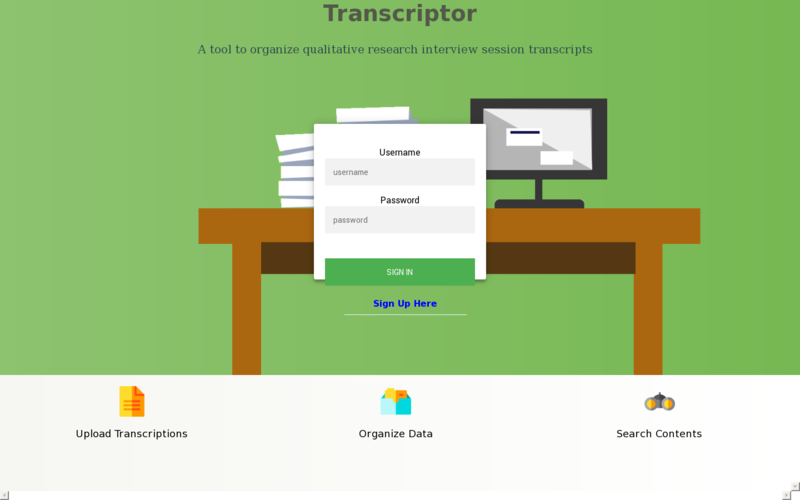 Transcriptor
A tool to organize qualitative research interview session transcripts
Username
username
Password
password
SIGN IN
Sign Up Here
Upload Transcriptions
Organize Data
Search Contents